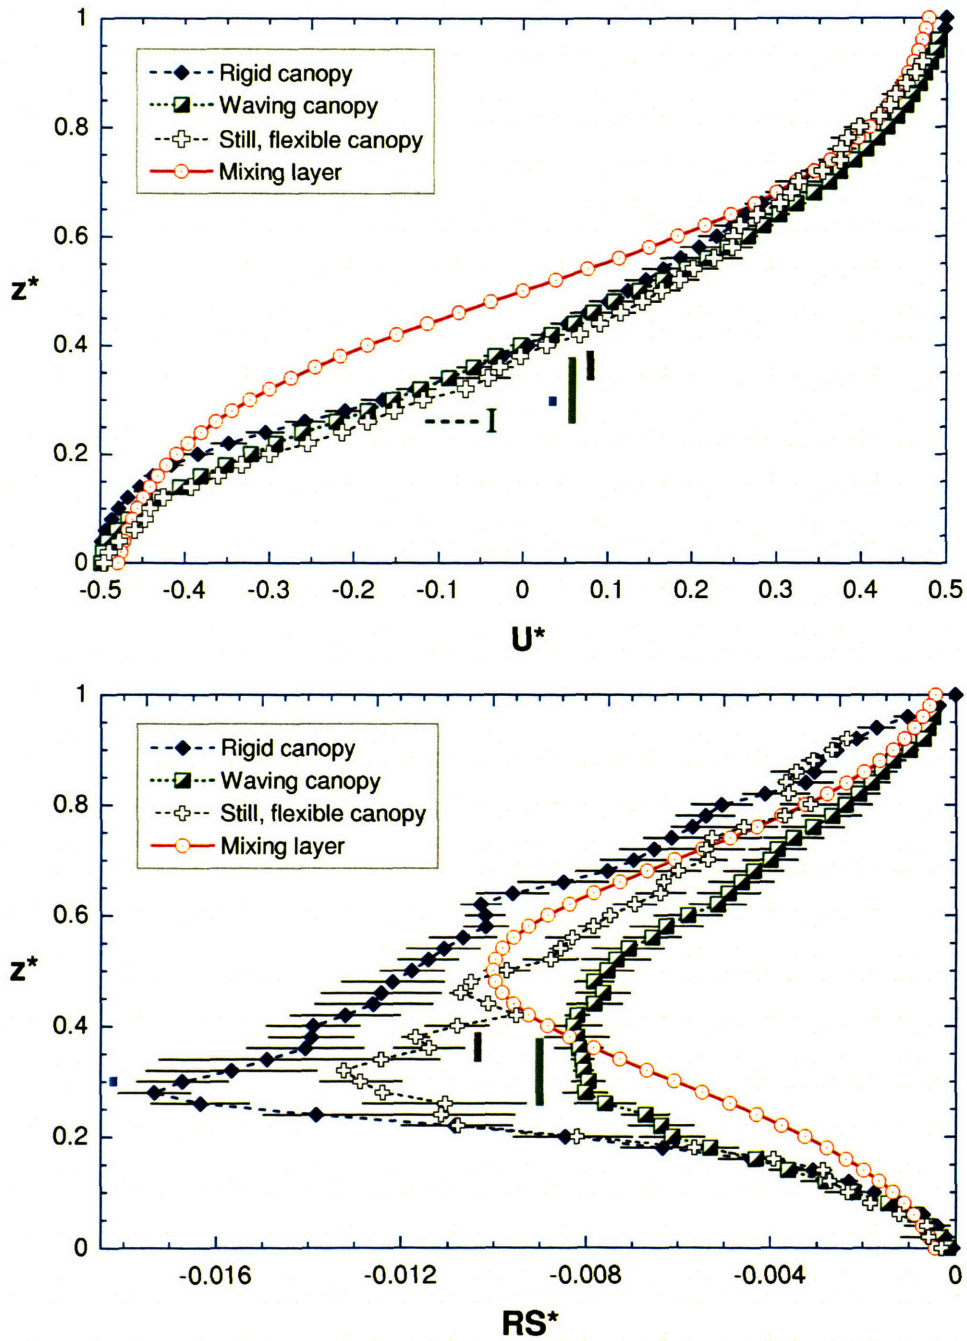 1
Rigid canopy
Waving canopy
0.8
Still, flexible canopy
Mixing layer
0.6
z*
0.4
0.2
0
-0.5 -0.4 -0.3 -0.2 -0.1 0 0.1 0.2 0.3 0.4 0.5
U*
1
Rigid canopy
Waving canopy
0.8
Still, flexible canopy
Mixing layer
0.6
z*
0.4
0.2
0
-0.016 -0.012 -0.008 -0.004 0
RS*